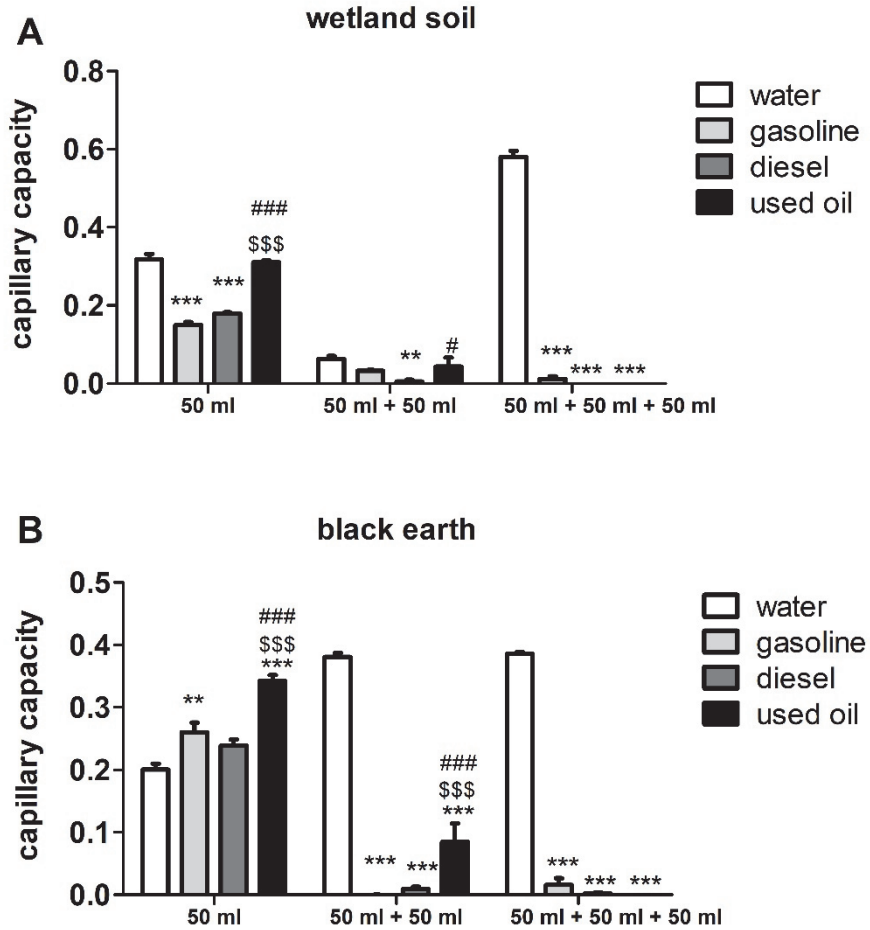 A
wetland soil
capillary capacity
0.8
0.6
0.4
0.2
0.0
water
gasoline
diesel
used oil
###
$$$
***
***
**
#
***
***
***
50 ml
50 ml + 50 ml
50 ml + 50 ml + 50 ml
B
black earth
capillary capacity
0.5
0.4
0.3
0.2
0.1
0.0
water
gasoline
diesel
used oil
###
$$$
***
**
###
$$$
***
***
***
***
***
***
50 ml
50 ml + 50 ml
50 ml + 50 ml + 50 ml